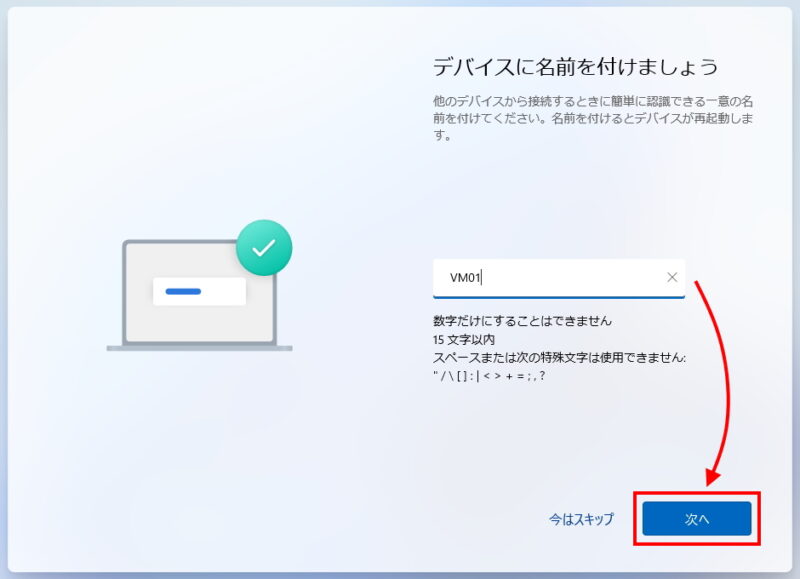 デバイスに名前を付けましょう
他のデバイスから接続するときに簡単に認識できる一意の名
前を付けてください。名前を付けるとデバイスが再起動しま
す。
VM01
数字だけにすることはできません
15 文字以内
スペースまたは次の特殊文字は使用できません:
" / \ [ ] : | < > + = ; , ?
今はスキップ
次へ